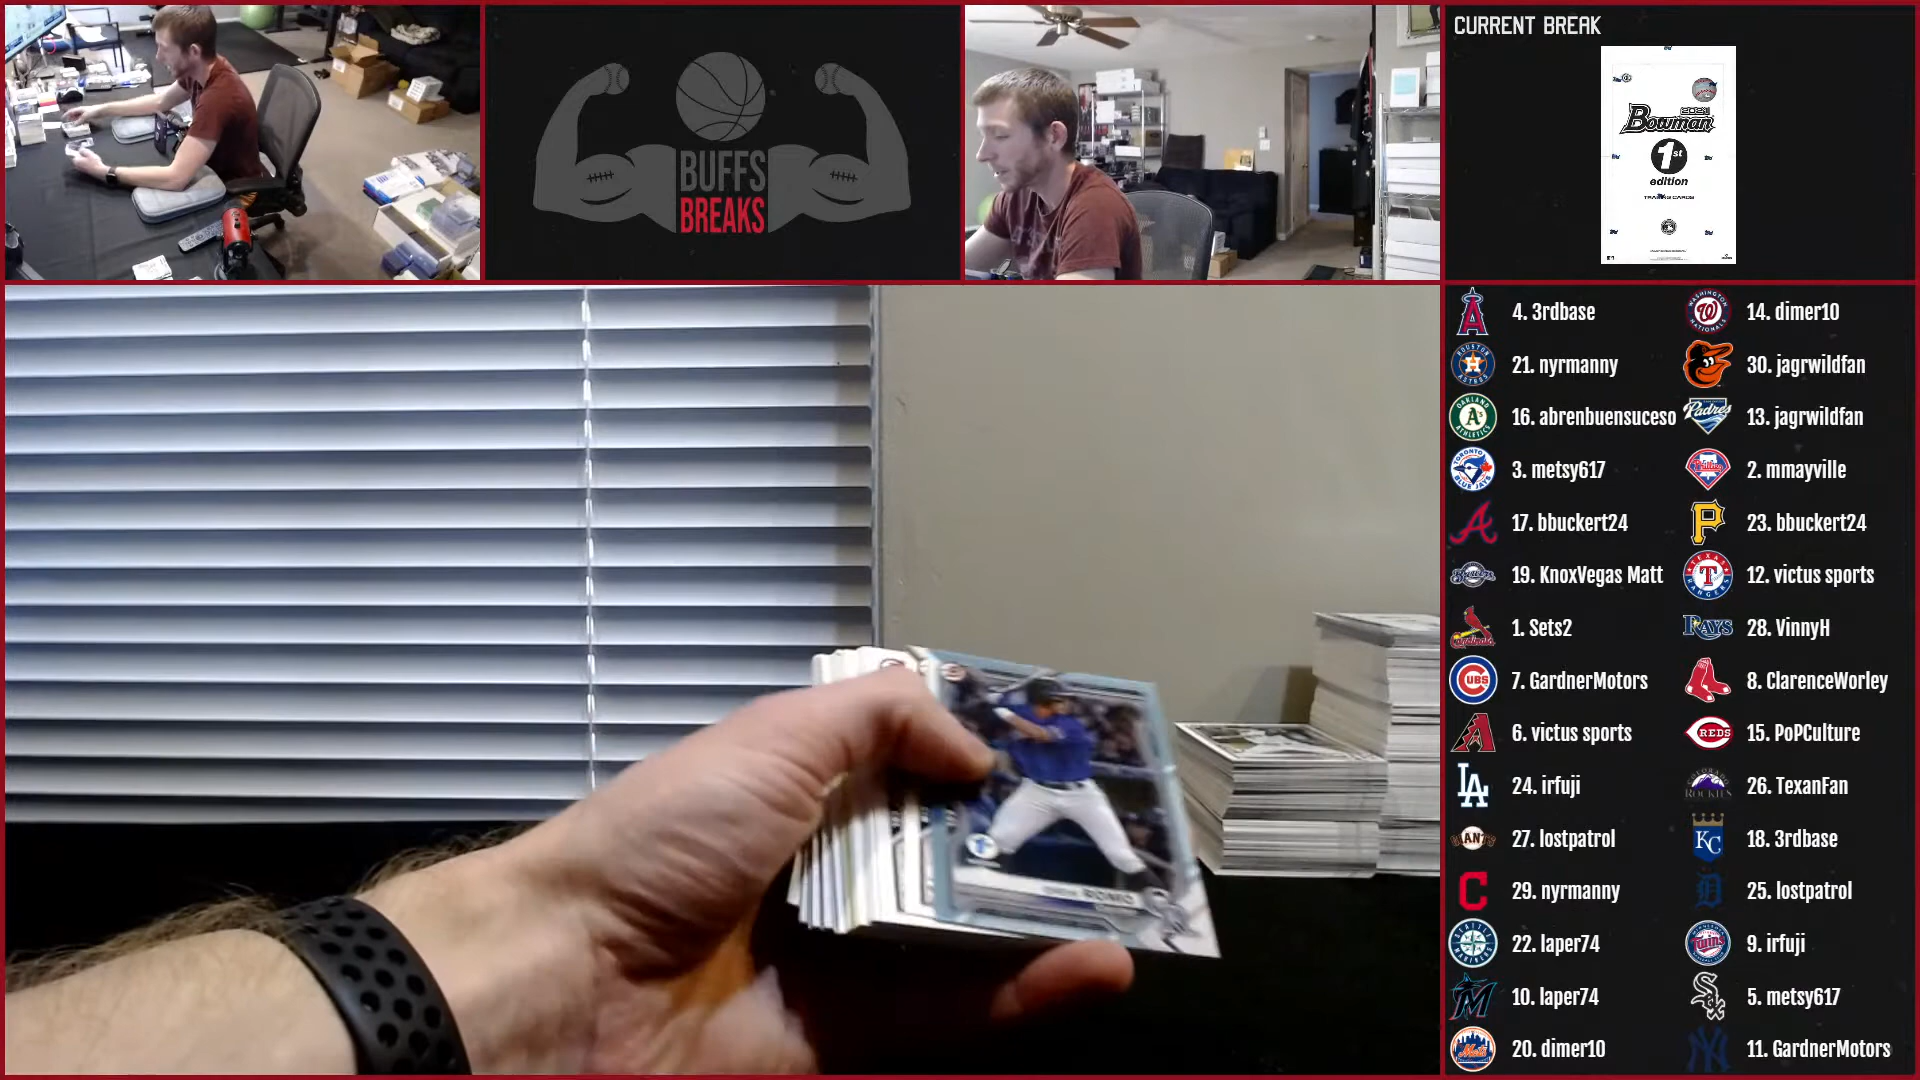 BUFFS
BREAKS
CURRENT BREAK
2021
Bowman
1st
edition
TRADING CARDS
4. 3rdbase
14. dimer10
21. nyrmanny
30. jagrwildfan
16. abrenbuensuceso
13. jagrwildfan
3. metsy617
2. mmayville
17. bbuckert24
23. bbuckert24
19. KnoxVegas Matt
12. victus sports
1. Sets2
28. VinnyH
7. GardnerMotors
8. ClarenceWorley
6. victus sports
15. PoPCulture
24. irfuji
26. TexanFan
27. lostpatrol
18. 3rdbase
29. nyrmanny
25. lostpatrol
22. laper74
9. irfuji
10. laper74
5. metsy617
20. dimer10
11. GardnerMotors